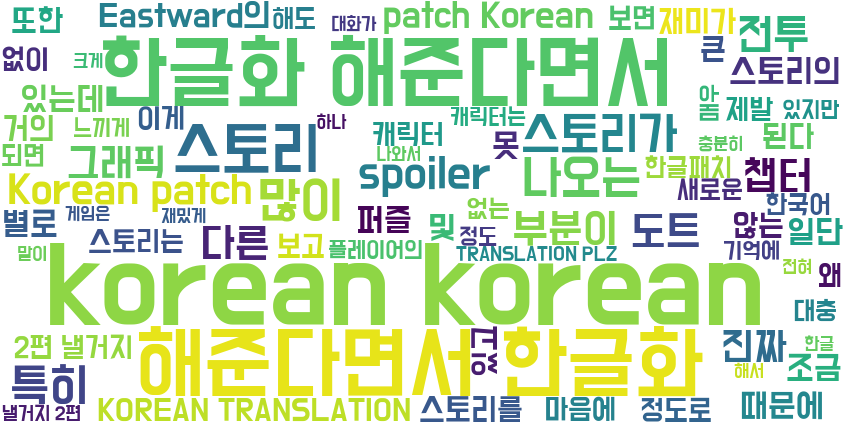 또한 Eastward의 해도 대화가 patch Korean 보면 재미가 전투
없이 크게 한글화 해준다면서 큰 스토리의
있는데 이게 하나 캐릭터는 아 놈 제발 있지만
거의 느끼게 스토리 캐릭터 못 스토리가 충분히 된다
되면 그래픽 나와서 spoiler 나오는 한글패치 챕터
Korean patch 많이 새로운 한국어
별로 게임은 재밌게 퍼즐 및 없는 부분이 도트 않는 일단
스토리는 다른 보고 플레이어의 정도 기억에
맡이 TRANSLATION PLZ 전혀 왜
korean korean 대충
2편 낼거지 해준다면서 한글화 있고 진짜 한글
특히 해서 조금
낼거지 2편 KOREAN TRANSLATION 스토리를 마음에 정도로 때문에